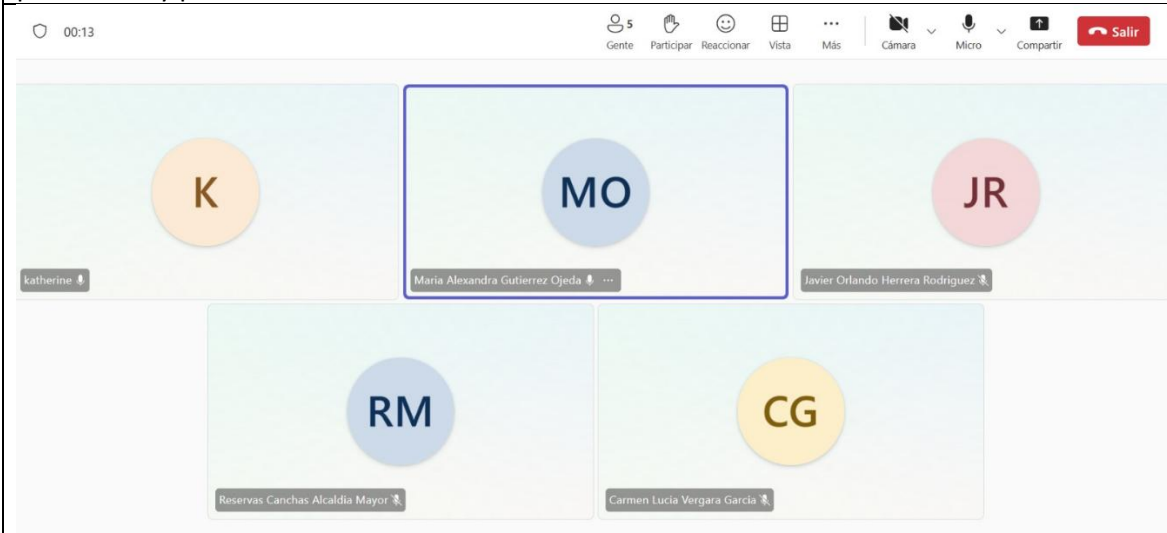 00:13
5
Gente Participar Reaccionar Vista Más Cámara Micro Compartir Salir
K
MO
JR
katherine
Maria Alexandra Gutierrez Ojeda
Javier Orlando Herrera Rodriguez
RM
CG
Reservas Canchas Alcaldia Mayor
Carmen Lucia Vergara Garcia